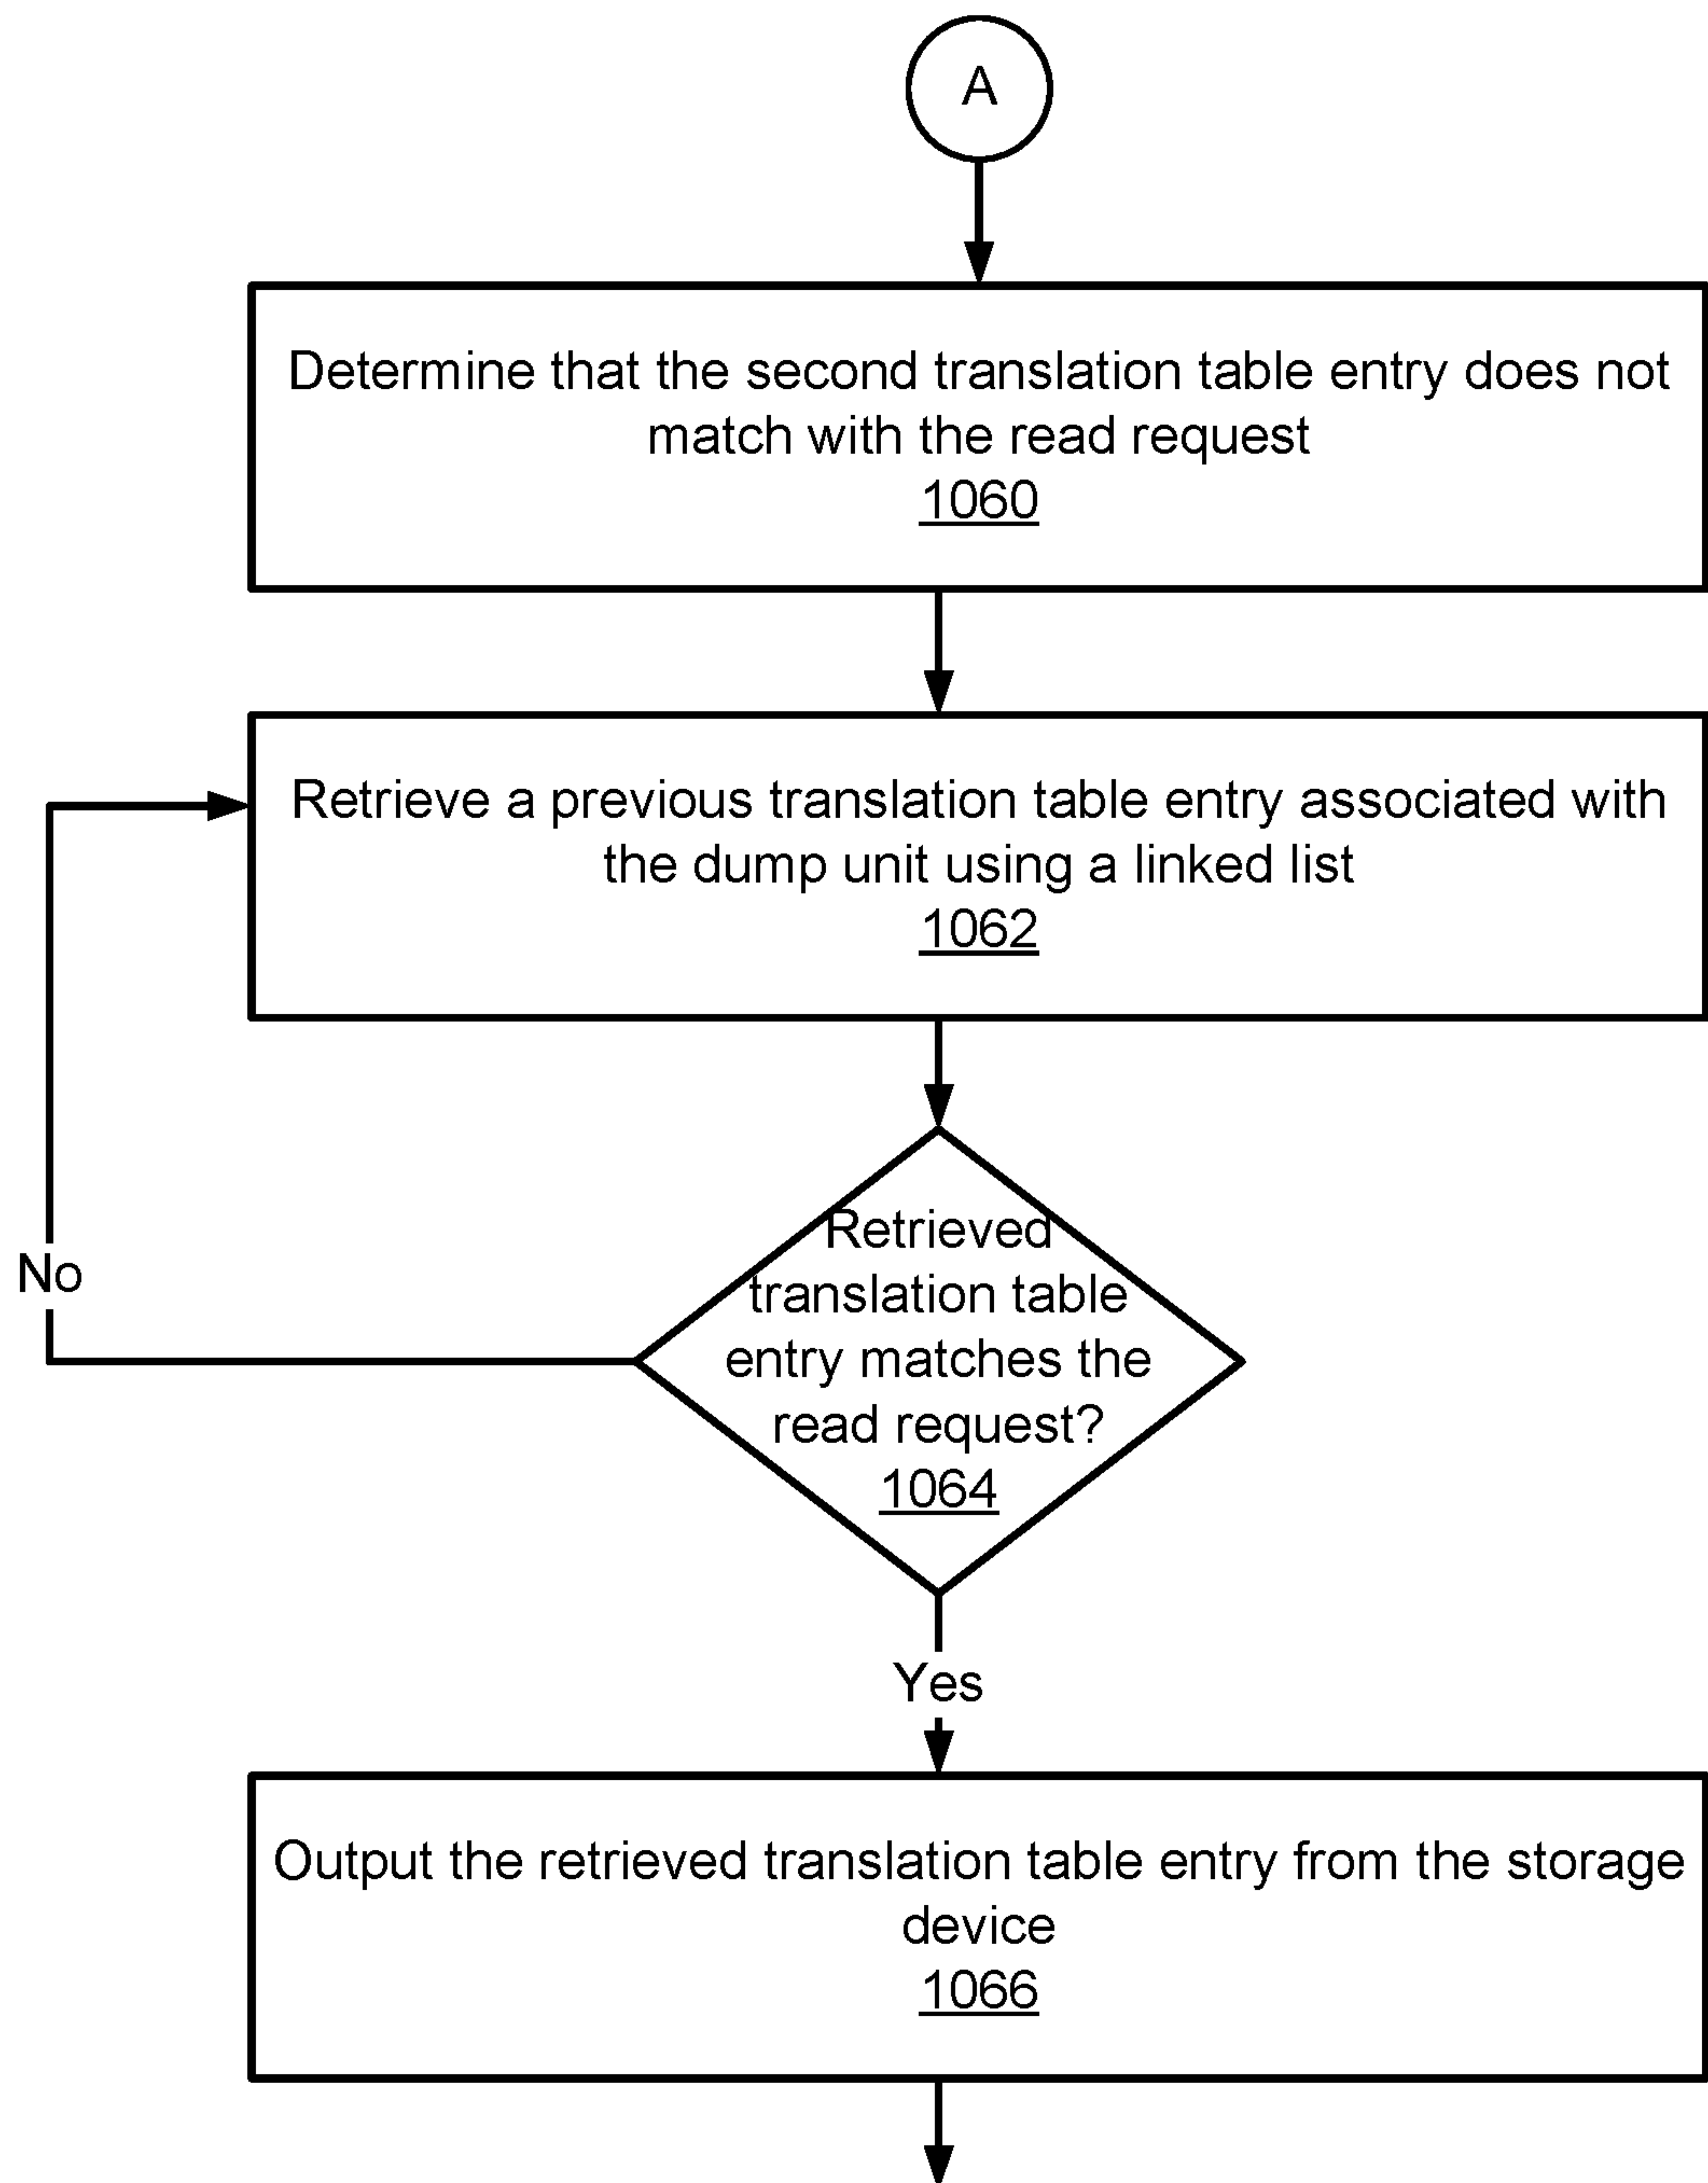 A
Determine that the second translation table entry does not
match with the read request
1060
Retrieve a previous translation table entry associated with
the dump unit using a linked list
1062
Retrieved
translation table
entry matches the
read request?
1064
No
Yes
Output the retrieved translation table entry from the storage
device
1066